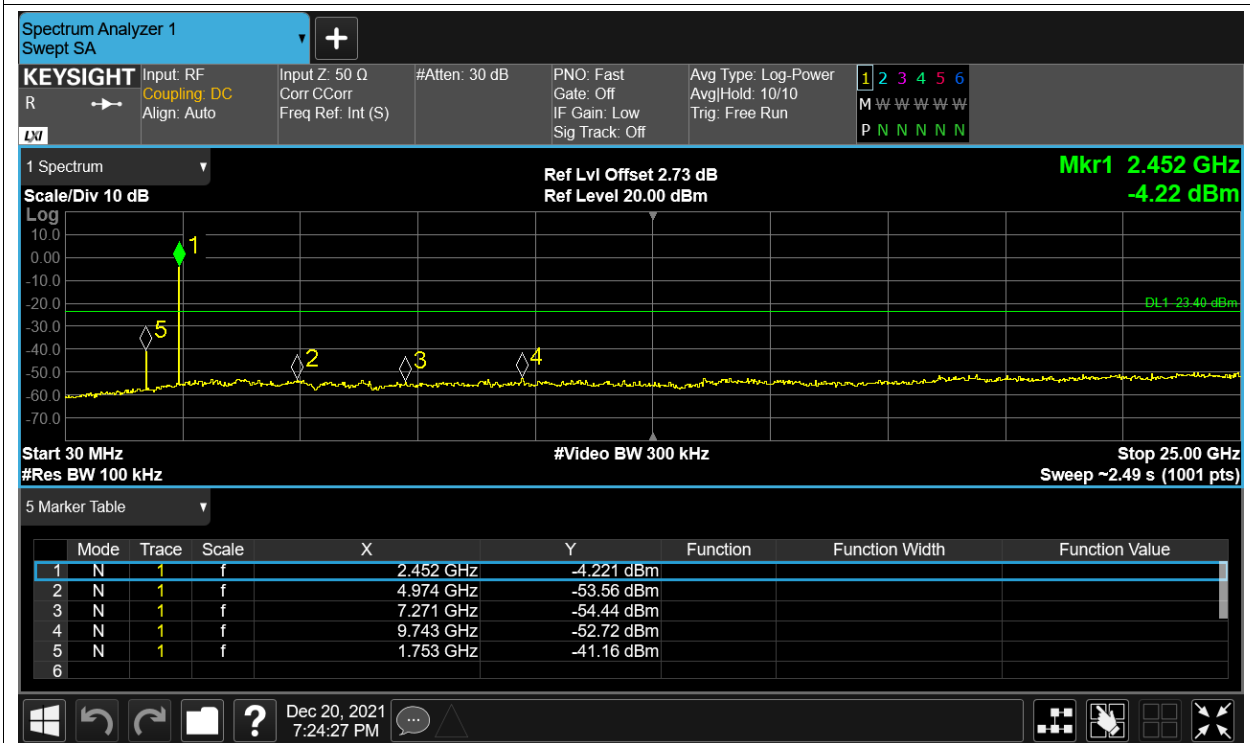 Spectrum Analyzer 1
Swept SA
KEYSIGHT
R
LXI
Input: RF
Coupling: DC
Align: Auto
Input Z: 50 Ω
Corr CCorr
Freq Ref: Int (S)
#Atten: 30 dB
PNO: Fast
Gate: Off
IF Gain: Low
Sig Track: Off
Avg Type: Log-Power
Avg|Hold: 10/10
Trig: Free Run
1 2 3 4 5 6
M W W W W W
P N N N N N
1 Spectrum
Scale/Div 10 dB
Ref Lvl Offset 2.73 dB
Ref Level 20.00 dBm
Mkr1 2.452 GHz
-4.22 dBm
Log
10.0
0.00
-10.0
-20.0
-30.0
-40.0
-50.0
-60.0
-70.0
1
5
2
3
4
DL1 23.40 dBm
Start 30 MHz
#Res BW 100 kHz
#Video BW 300 kHz
Stop 25.00 GHz
Sweep ~2.49 s (1001 pts)
5 Marker Table
Mode Trace Scale X Y Function Function Width Function Value
1 N 1 f 2.452 GHz -4.221 dBm
2 N 1 f 4.974 GHz -53.56 dBm
3 N 1 f 7.271 GHz -54.44 dBm
4 N 1 f 9.743 GHz -52.72 dBm
5 N 1 f 1.753 GHz -41.16 dBm
6
?
Dec 20, 2021
7:24:27 PM